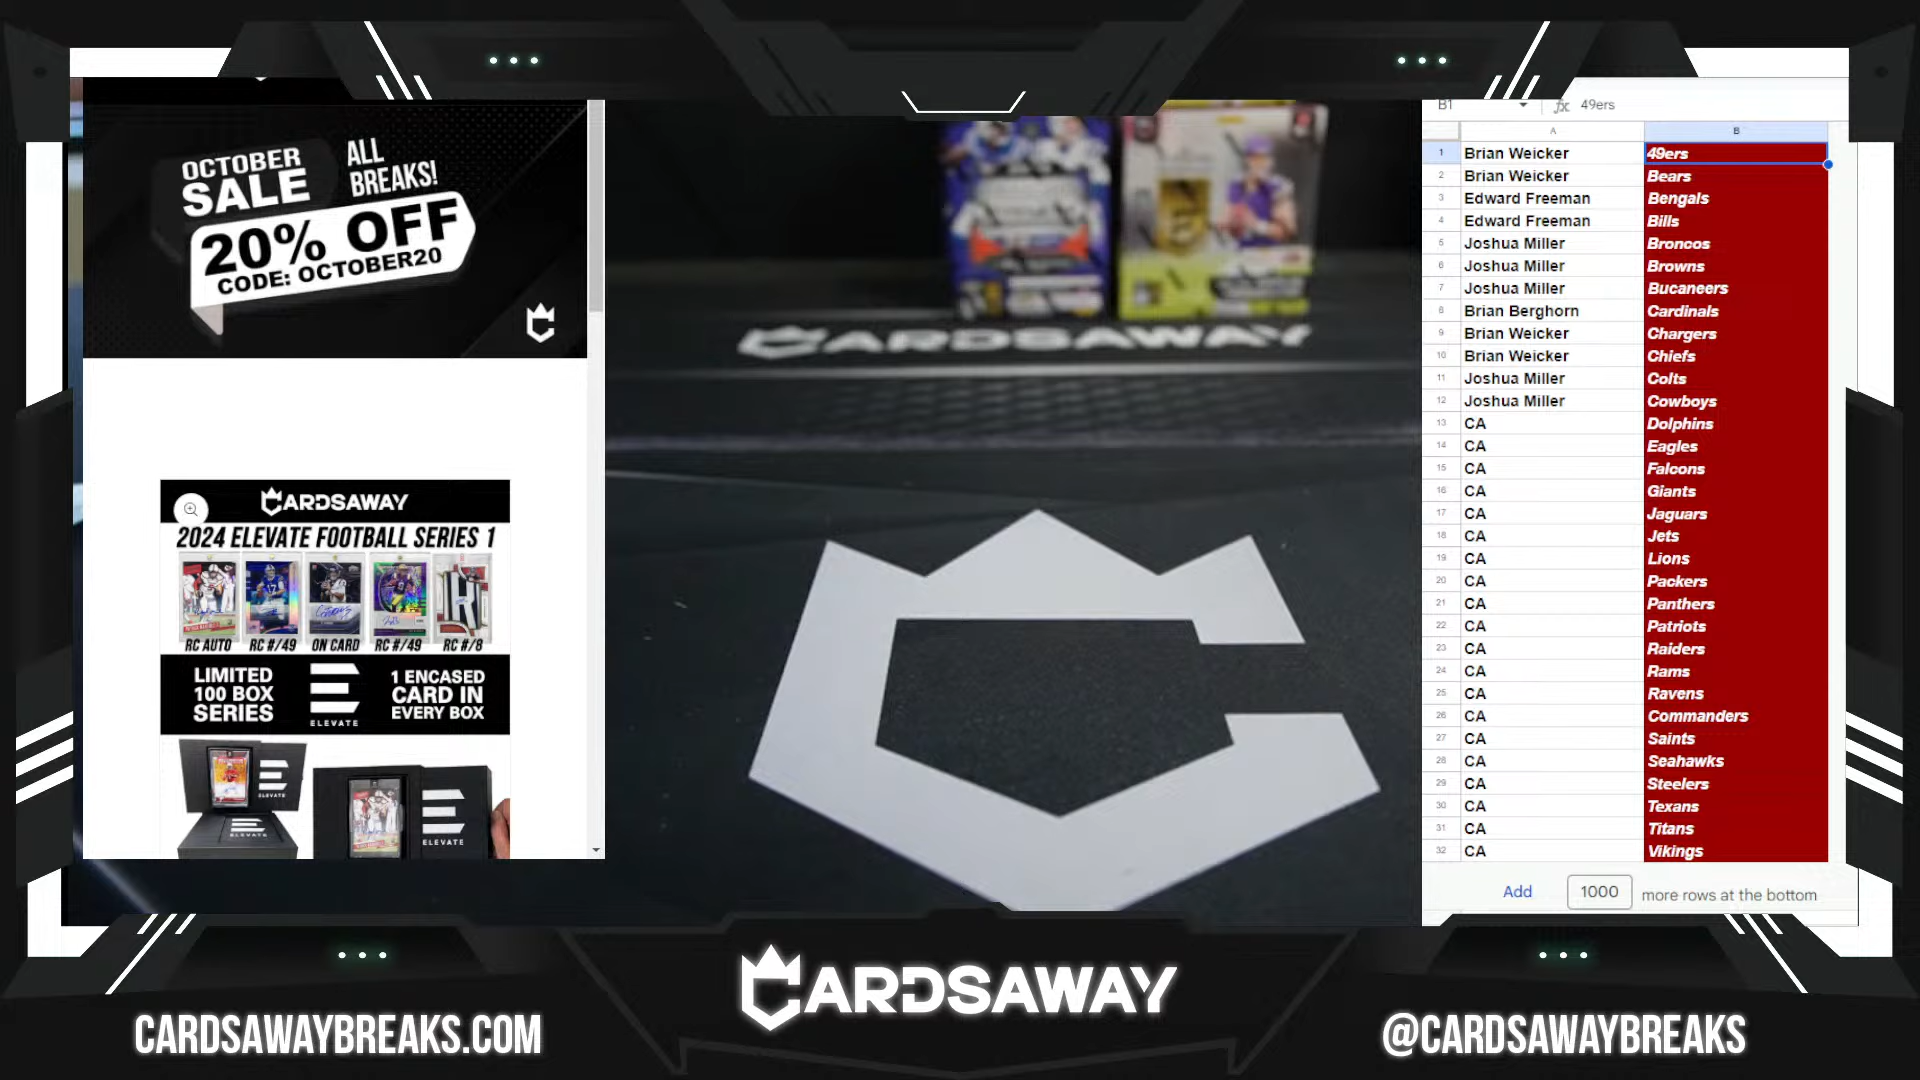 OCTOBER
SALE
ALL
BREAKS!
20% OFF
CODE: OCTOBER20
CARDSAWAY
2024 ELEVATE FOOTBALL SERIES 1
RC AUTO
RC #/49
ON CARD
RC #/49
RC #/8
LIMITED
100 BOX
SERIES
ELEVATE
1 ENCASED
CARD IN
EVERY BOX
ELEVATE
ELEVATE
ELEVATE
CARDSAWAY
B1
fx
49ers
A
B
1 Brian Weicker 49ers
2 Brian Weicker Bears
3 Edward Freeman Bengals
4 Edward Freeman Bills
5 Joshua Miller Broncos
6 Joshua Miller Browns
7 Joshua Miller Bucaneers
8 Brian Berghorn Cardinals
9 Brian Weicker Chargers
10 Brian Weicker Chiefs
11 Joshua Miller Colts
12 Joshua Miller Cowboys
13 CA Dolphins
14 CA Eagles
15 CA Falcons
16 CA Giants
17 CA Jaguars
18 CA Jets
19 CA Lions
20 CA Packers
21 CA Panthers
22 CA Patriots
23 CA Raiders
24 CA Rams
25 CA Ravens
26 CA Commanders
27 CA Saints
28 CA Seahawks
29 CA Steelers
30 CA Texans
31 CA Titans
32 CA Vikings
Add 1000 more rows at the bottom
CARDSAWAY
CARDSAWAYBREAKS.COM
@CARDSAWAYBREAKS